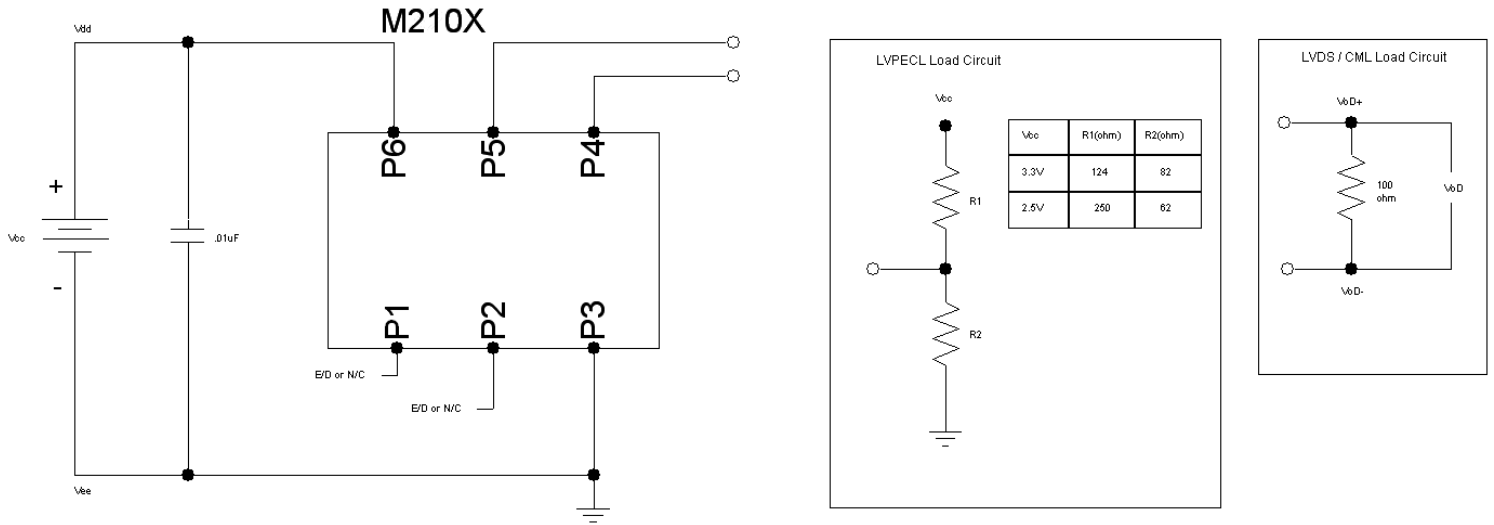 M210X
Vdd
+
Vcc
-
.01uF
P6
P5
P4
P1
P2
P3
E/D or N/C
E/D or N/C
Vee
LVPECL Load Circuit
Vcc
R1
R2
Vcc R1(ohm) R2(ohm)
3.3V 124 82
2.5V 250 62
LVDS / CML Load Circuit
VoD+
100
ohm
VoD
VoD-